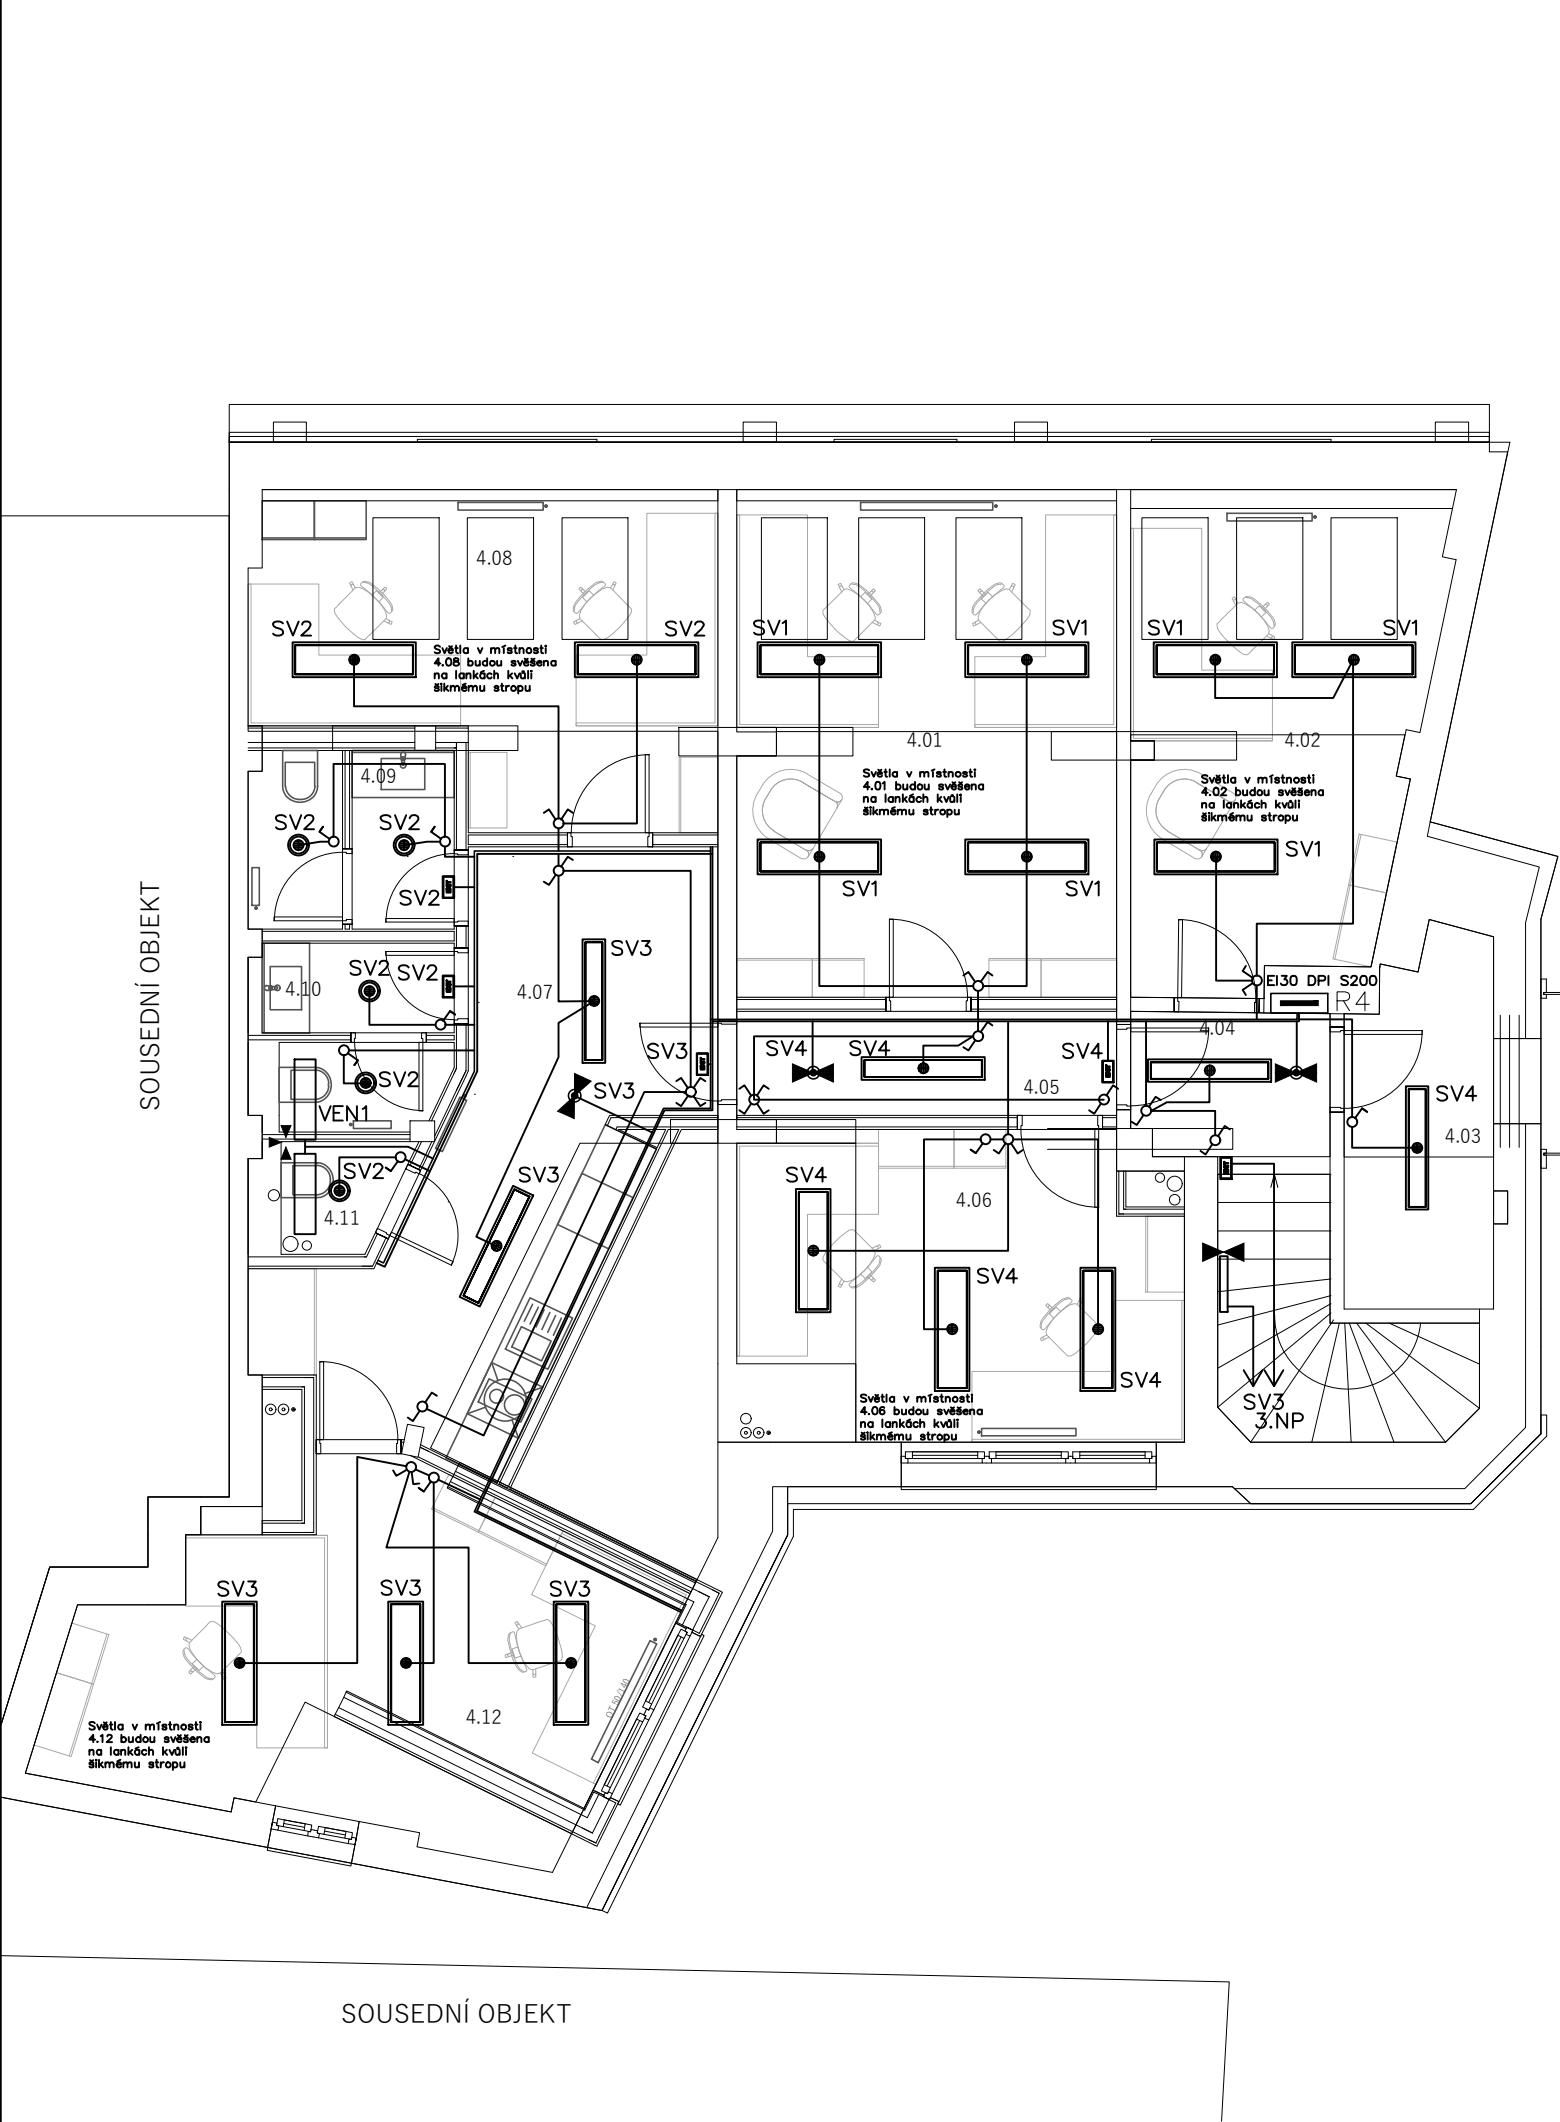 4.08
SV2
SV2
SV1
SV1
SV1
SV1
Světla v místnosti
4.08 budou svěšena
na lankách kvůli
šikmému stropu
4.01
4.02
4.09
Světla v místnosti
4.01 budou svěšena
na lankách kvůli
šikmému stropu
Světla v místnosti
4.02 budou svěšena
na lankách kvůli
šikmému stropu
SV2
SV2
SV1
SV1
SV1
SV2
SOUSEDNÍ OBJEKT
SV3
SV2
SV2
4.10
4.07
EI30 DPI S200
R4
4.04
SV3
SV4
SV4
SV4
4.05
SV2
SV3
SV4
VEN1
4.03
SV2
SV3
SV4
4.06
4.11
SV4
SV4
Světla v místnosti
4.06 budou svěšena
na lankách kvůli
šikmému stropu
SV3
3.NP
SV3
SV3
SV3
OT 50/140
4.12
Světla v místnosti
4.12 budou svěšena
na lankách kvůli
šikmému stropu
SOUSEDNÍ OBJEKT